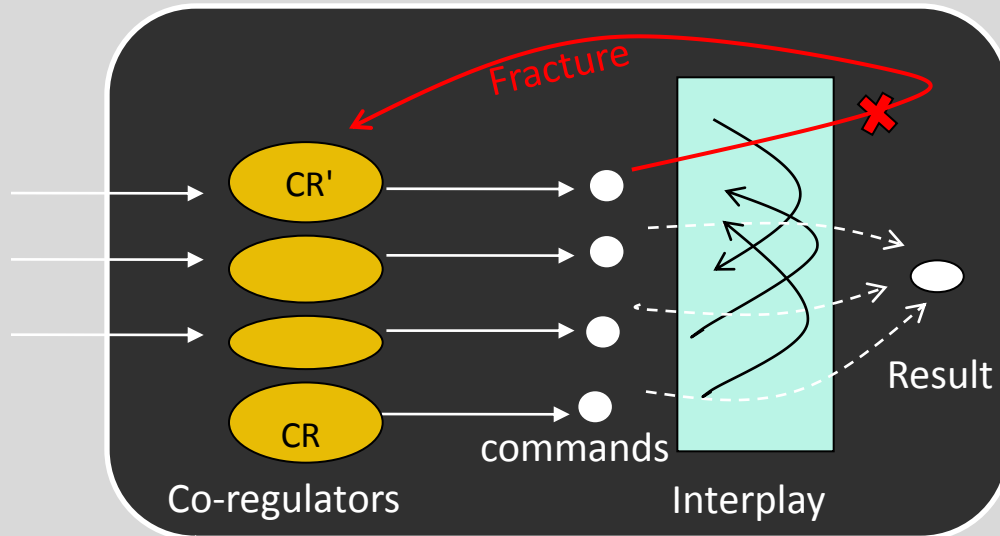 Fracture
CR'
CR
Result
commands
Co-regulators
Interplay